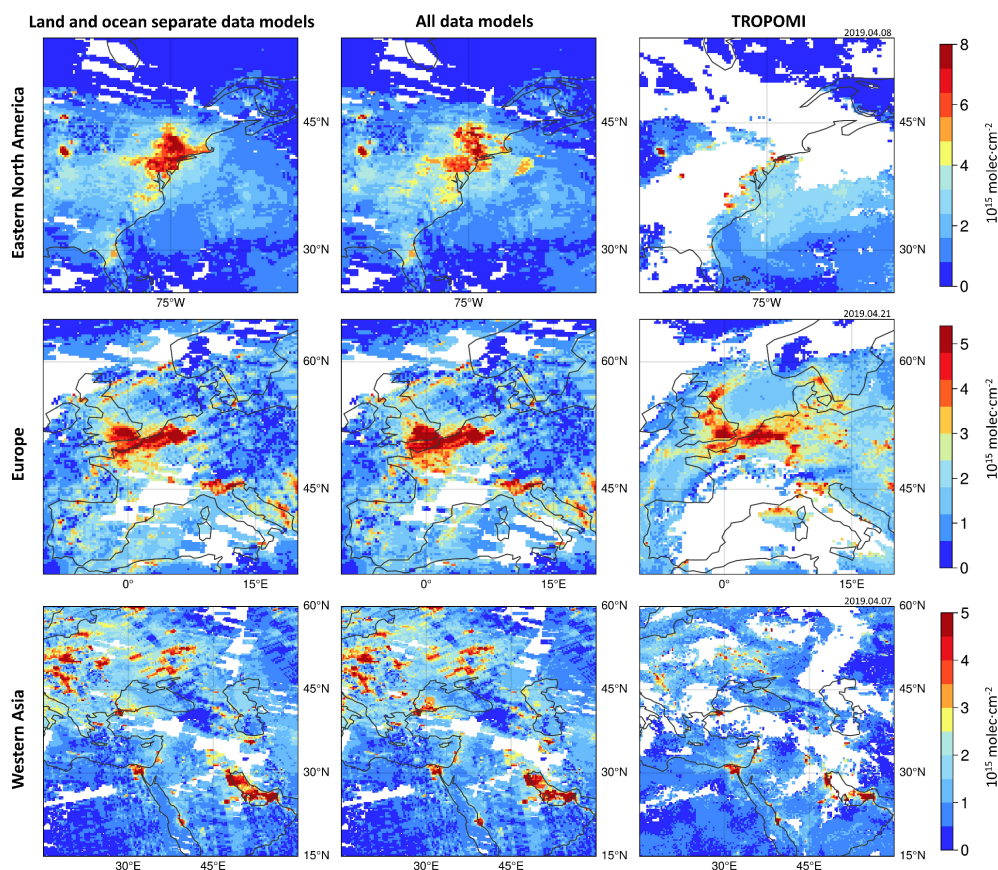 Land and ocean separate data models
All data models
TROPOMI
2019.04.08
Eastern North America
45°N
30°N
45°N
30°N
75°W
75°W
75°W
8
6
4
2
0
10¹⁵ molec·cm⁻²
2019.04.21
Europe
60°N
45°N
60°N
45°N
0°
15°E
0°
15°E
0°
15°E
5
4
3
2
1
0
10¹⁵ molec·cm⁻²
2019.04.07
Western Asia
60°N
45°N
30°N
15°N
60°N
45°N
30°N
15°N
60°N
45°N
30°N
15°N
30°E
45°E
30°E
45°E
30°E
45°E
5
4
3
2
1
0
10¹⁵ molec·cm⁻²